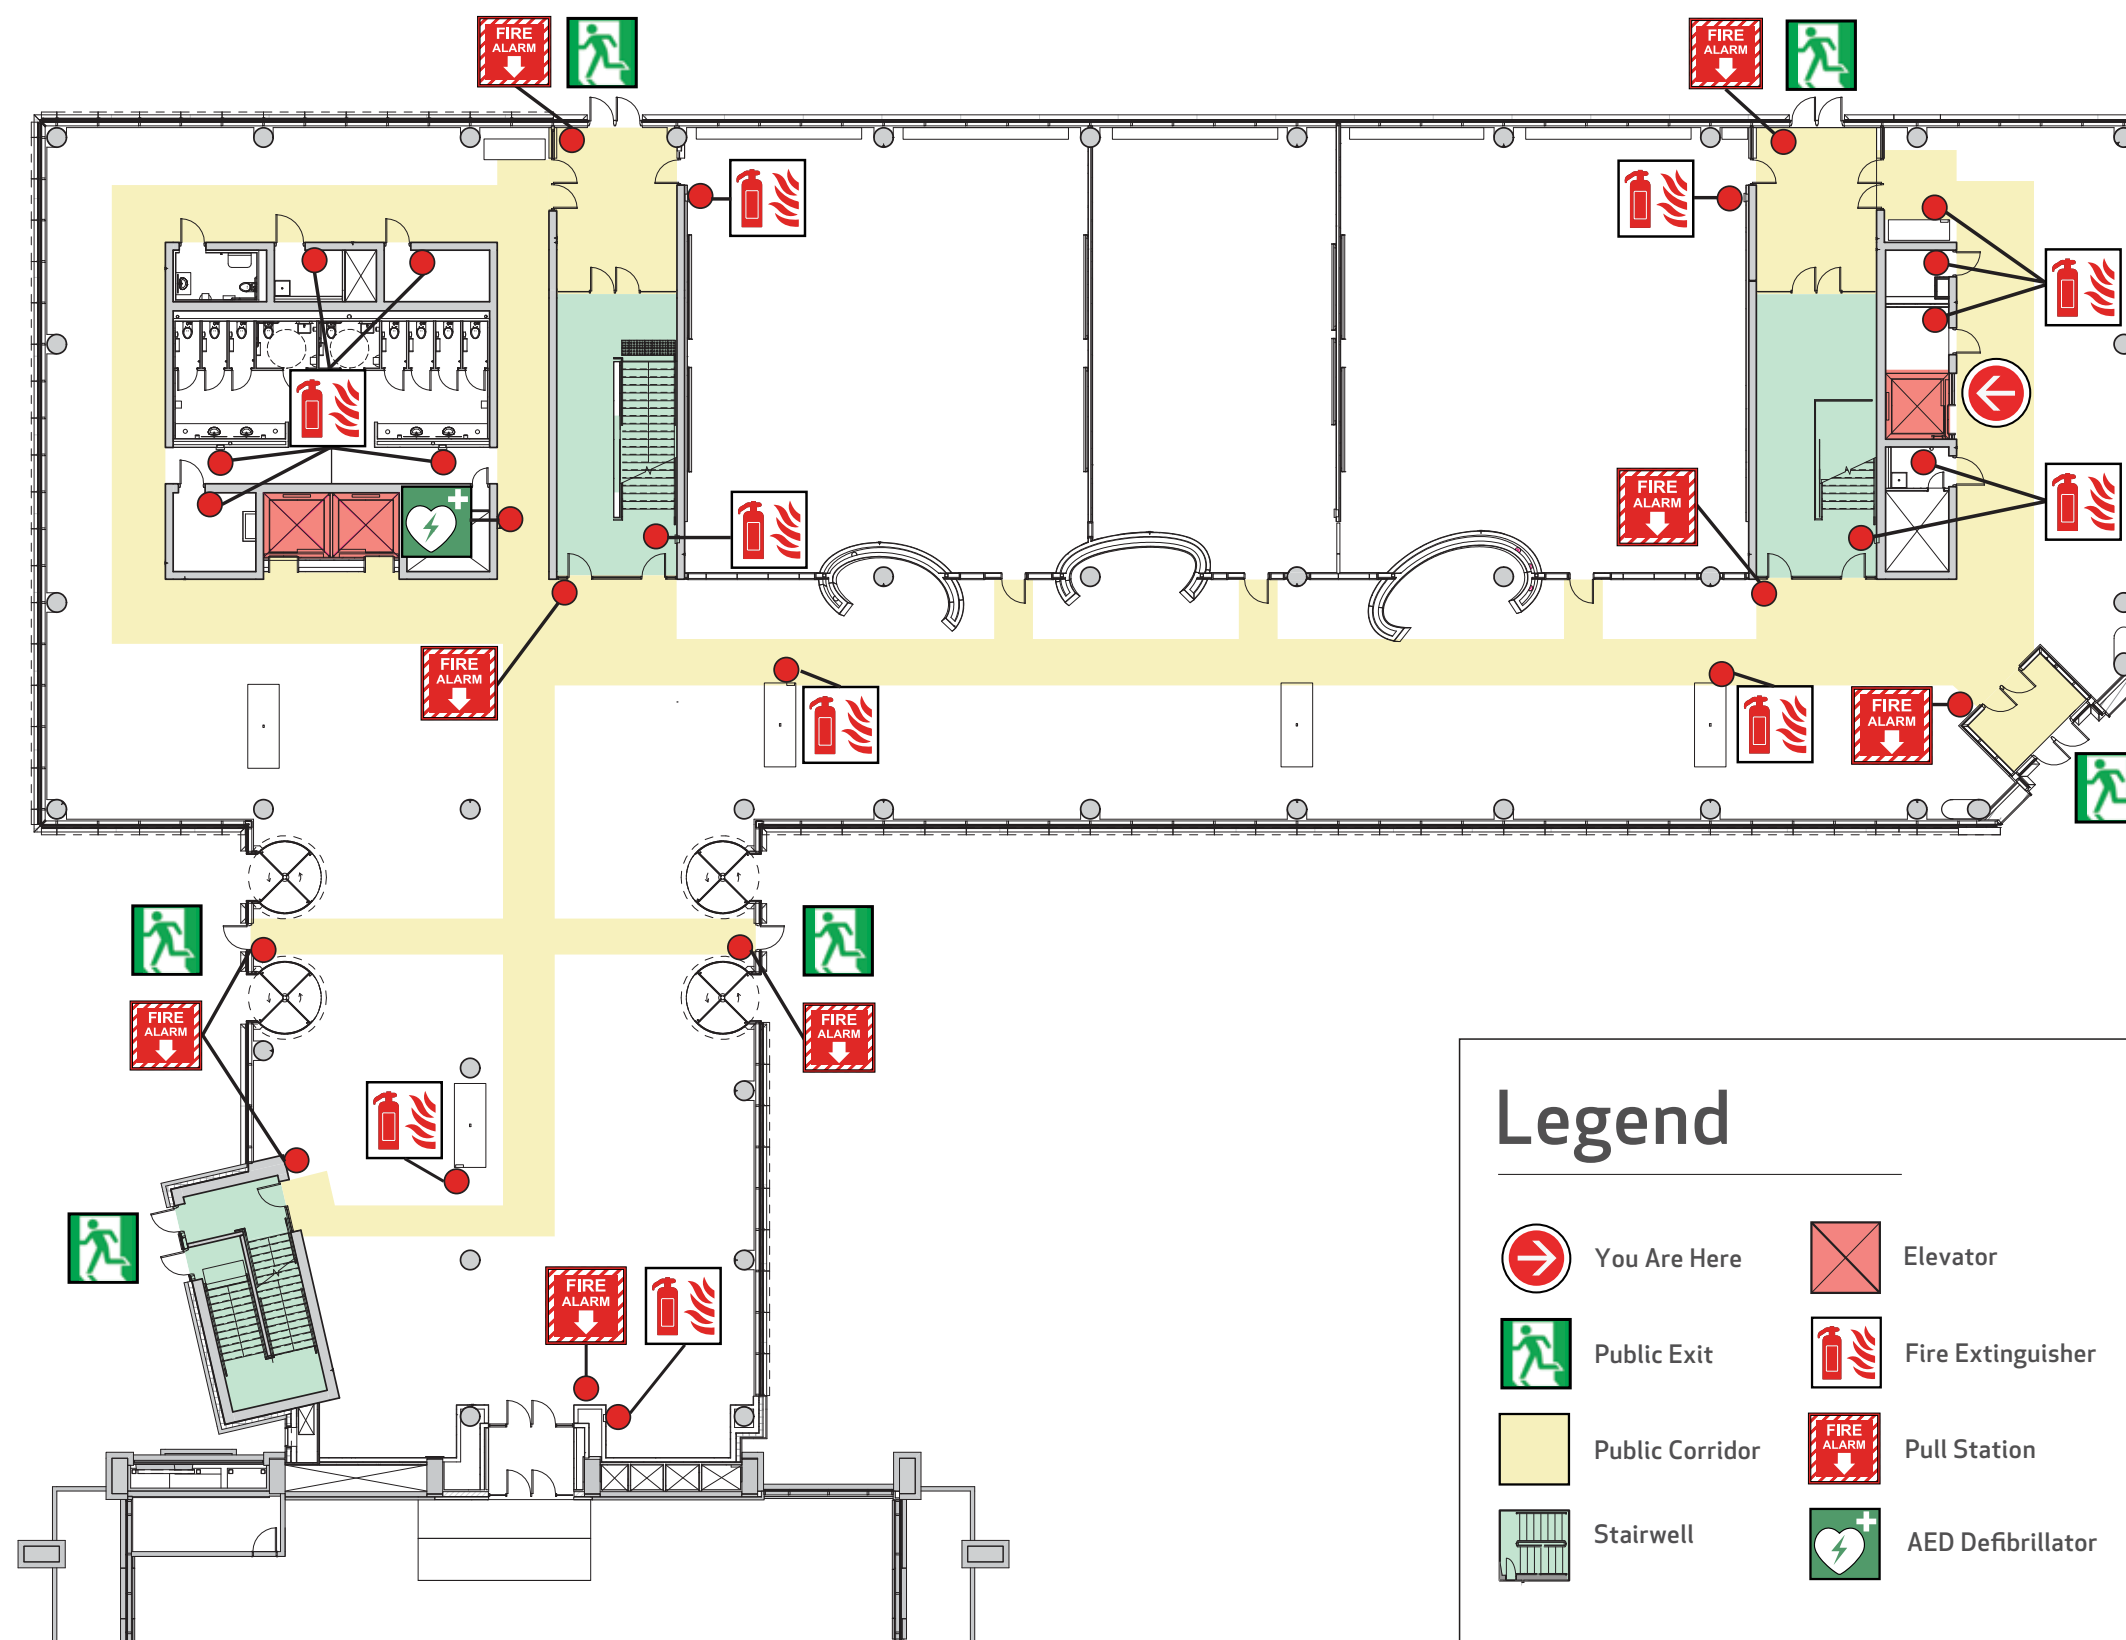 FIRE
ALARM
FIRE
ALARM
FIRE
ALARM
FIRE
ALARM
FIRE
ALARM
FIRE
ALARM
FIRE
ALARM
FIRE
ALARM
Legend
You Are Here
Elevator
Public Exit
Fire Extinguisher
Public Corridor
FIRE
ALARM
Pull Station
Stairwell
AED Defibrillator